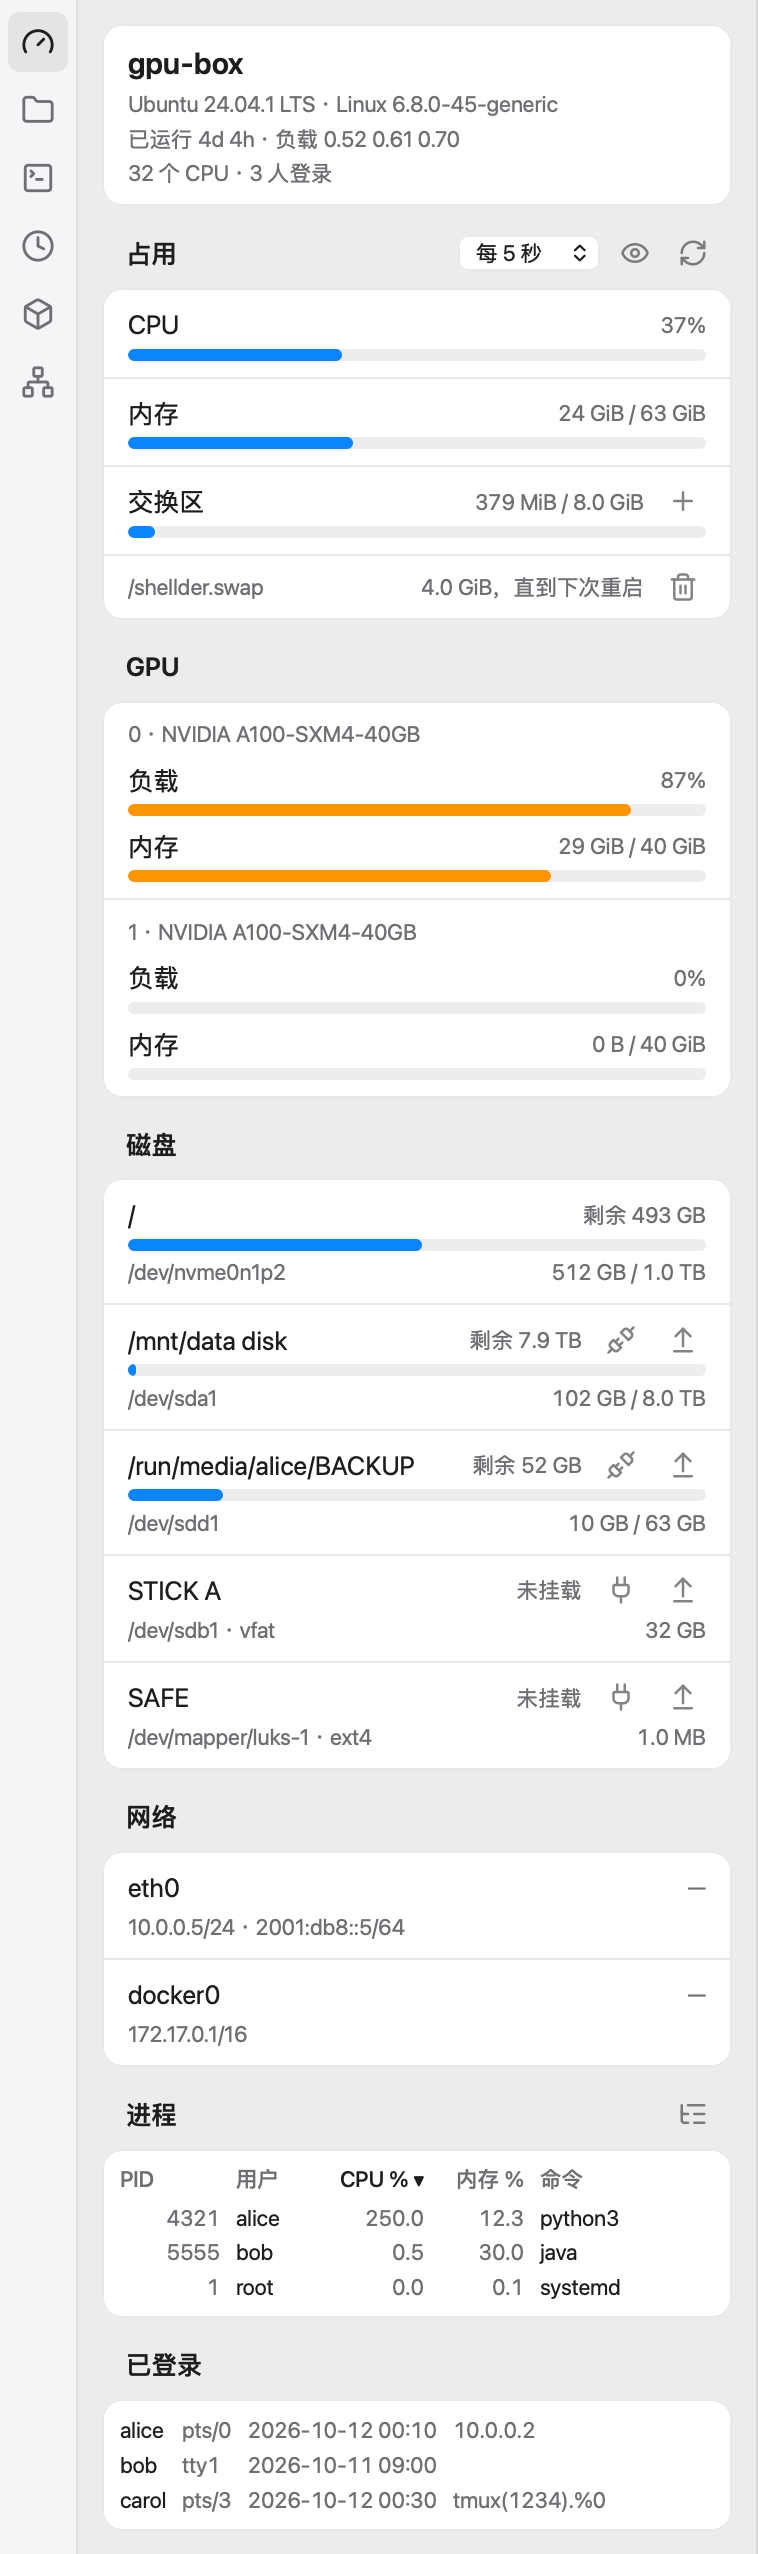 gpu-box
Ubuntu 24.04.1 LTS · Linux 6.8.0-45-generic
已运行 4d 4h · 负载 0.52 0.61 0.70
32 个 CPU · 3 人登录
占用 每 5 秒
CPU 37%
内存 24 GiB / 63 GiB
交换区 379 MiB / 8.0 GiB
/shellder.swap 4.0 GiB，直到下次重启
GPU
0 · NVIDIA A100-SXM4-40GB
负载 87%
内存 29 GiB / 40 GiB
1 · NVIDIA A100-SXM4-40GB
负载 0%
内存 0 B / 40 GiB
磁盘
/ 剩余 493 GB
/dev/nvme0n1p2 512 GB / 1.0 TB
/mnt/data disk 剩余 7.9 TB
/dev/sda1 102 GB / 8.0 TB
/run/media/alice/BACKUP 剩余 52 GB
/dev/sdd1 10 GB / 63 GB
STICK A 未挂载
/dev/sdb1 · vfat 32 GB
SAFE 未挂载
/dev/mapper/luks-1 · ext4 1.0 MB
网络
eth0 —
10.0.0.5/24 · 2001:db8::5/64
docker0 —
172.17.0.1/16
进程
PID 用户 CPU % ▾ 内存 % 命令
4321 alice 250.0 12.3 python3
5555 bob 0.5 30.0 java
1 root 0.0 0.1 systemd
已登录
alice pts/0 2026-10-12 00:10 10.0.0.2
bob tty1 2026-10-11 09:00
carol pts/3 2026-10-12 00:30 tmux(1234).%0